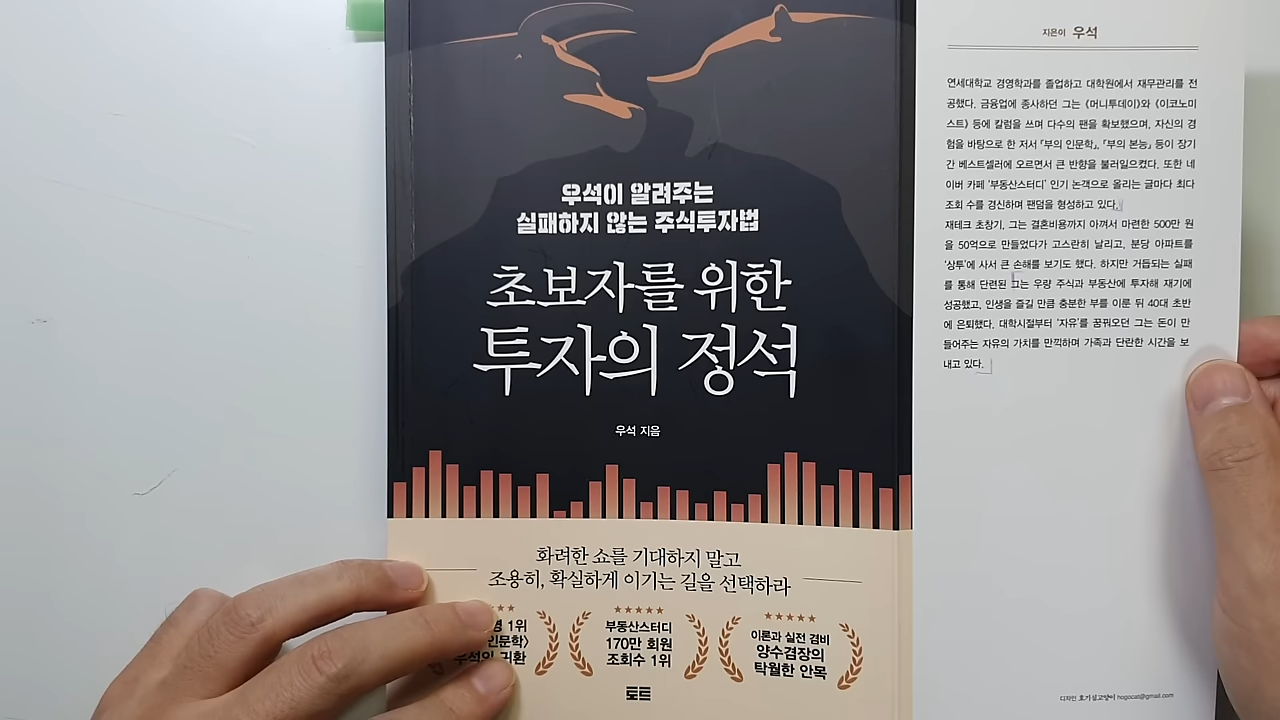 우석이 알려주는
실패하지 않는 주식투자법
초보자를 위한
투자의 정석
우석 지음
화려한 쇼를 기대하지 말고
조용히, 확실하게 이기는 길을 선택하라
1위
인문학〉
귀환
부동산스터디
170만 회원
조회수 1위
이론과 실전 겸비
양수겸장의
탁월한 안목
토트
지은이 우석
연세대학교 경영학과를 졸업하고 대학원에서 재무관리를 전
공했다. 금융업에 종사하던 그는 〈머니투데이〉와 〈이코노미
스트〉 등에 칼럼을 쓰며 다수의 팬을 확보했으며, 자신의 경
험을 바탕으로 한 저서 『부의 인문학』, 『부의 본능』 등이 장기
간 베스트셀러에 오르면서 큰 반향을 불러일으켰다. 또한 네
이버 카페 '부동산스터디' 인기 논객으로 올리는 글마다 최다
조회 수를 경신하며 팬덤을 형성하고 있다.
재테크 초창기, 그는 결혼비용까지 아껴서 마련한 500만 원
을 50억으로 만들었다가 고스란히 날리고, 분당 아파트를
'상투'에 사서 큰 손해를 보기도 했다. 하지만 거듭되는 실패
를 통해 단련된 그는 우량 주식과 부동산에 투자해 재기에
성공했고, 인생을 즐길 만큼 충분한 부를 이룬 뒤 40대 초반
에 은퇴했다. 대학시절부터 '자유'를 꿈꿔오던 그는 돈이 만
들어주는 자유의 가치를 만끽하며 가족과 단란한 시간을 보
내고 있다.
디자인 호기심고양이 hogocat@gmail.com